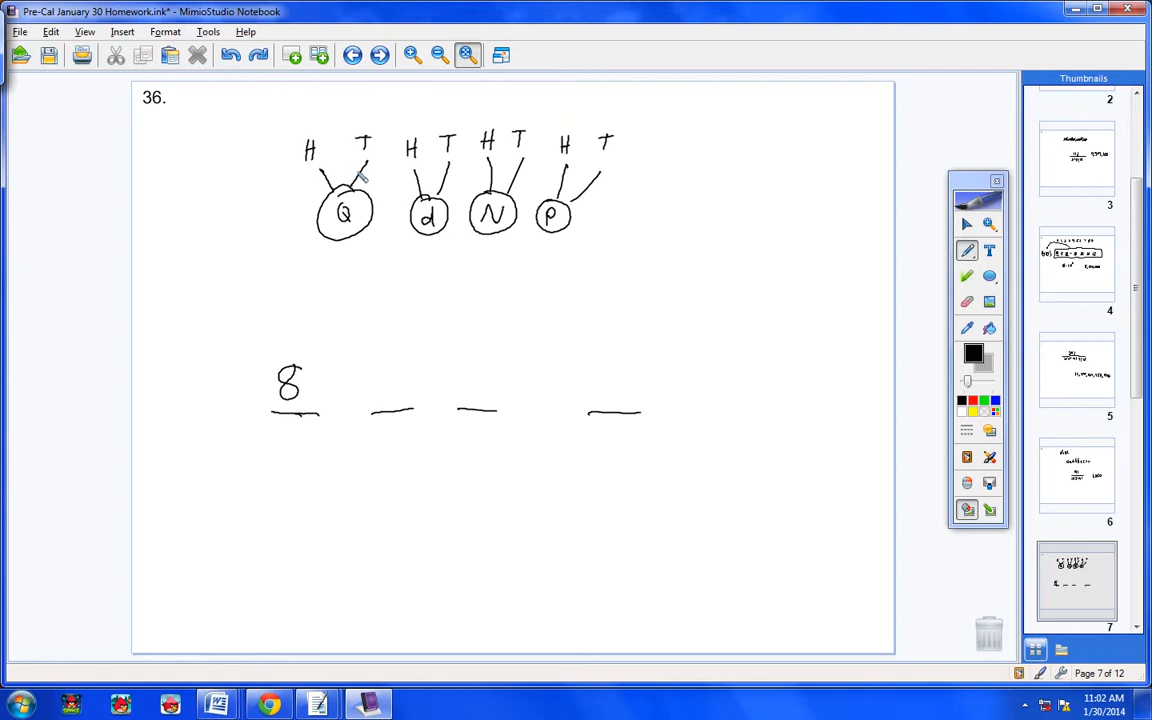 Pre-Cal January 30 Homework.ink* - MimioStudio Notebook
File Edit View Insert Format Tools Help
Thumbnails
36.
H T H T H T H T
Q d N P
8
2
3
4
6
7
Page 7 of 12
11:02 AM
1/30/2014